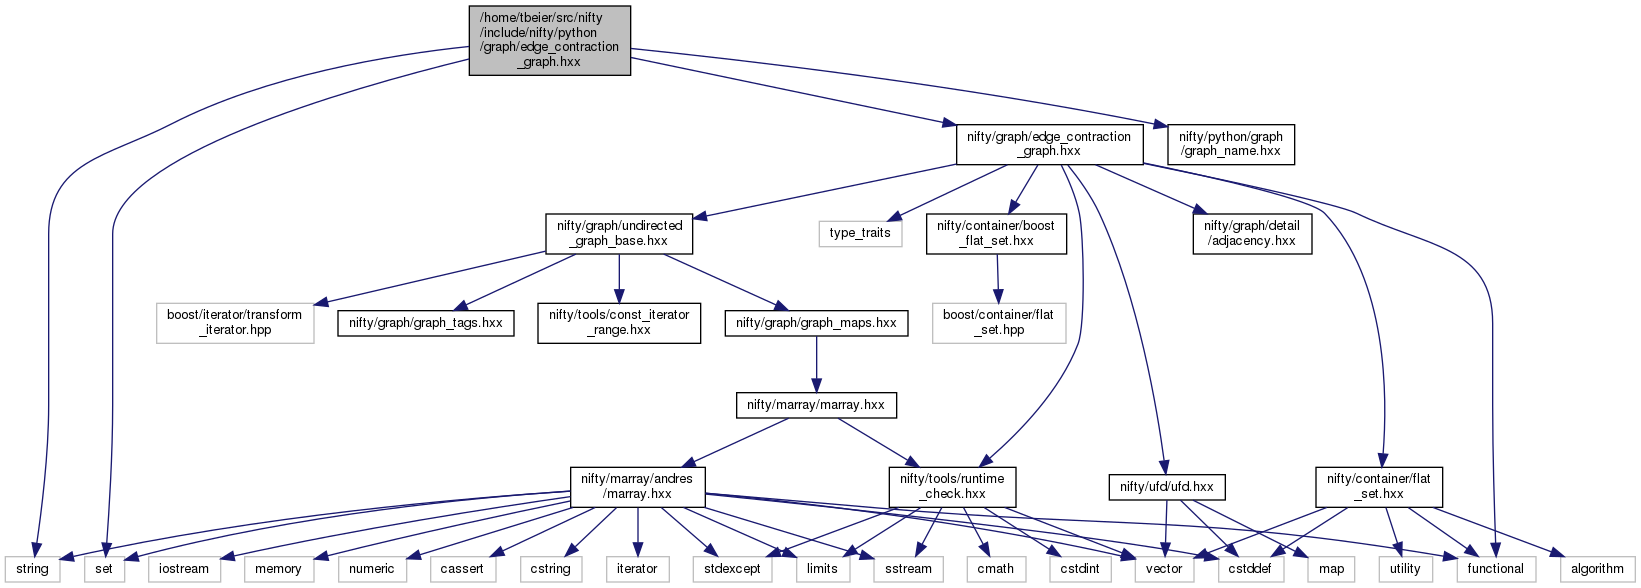 /home/tbeier/src/nifty
/include/nifty/python
/graph/edge_contraction
_graph.hxx
nifty/graph/edge_contraction
_graph.hxx
nifty/python/graph
/graph_name.hxx
nifty/graph/undirected
_graph_base.hxx
type_traits
nifty/container/boost
_flat_set.hxx
nifty/graph/detail
/adjacency.hxx
boost/iterator/transform
_iterator.hpp
nifty/graph/graph_tags.hxx
nifty/tools/const_iterator
_range.hxx
nifty/graph/graph_maps.hxx
boost/container/flat
_set.hpp
nifty/marray/marray.hxx
nifty/marray/andres
/marray.hxx
nifty/tools/runtime
_check.hxx
nifty/ufd/ufd.hxx
nifty/container/flat
_set.hxx
string
set
iostream
memory
numeric
cassert
cstring
iterator
stdexcept
limits
sstream
cmath
cstdint
vector
cstddef
map
utility
functional
algorithm